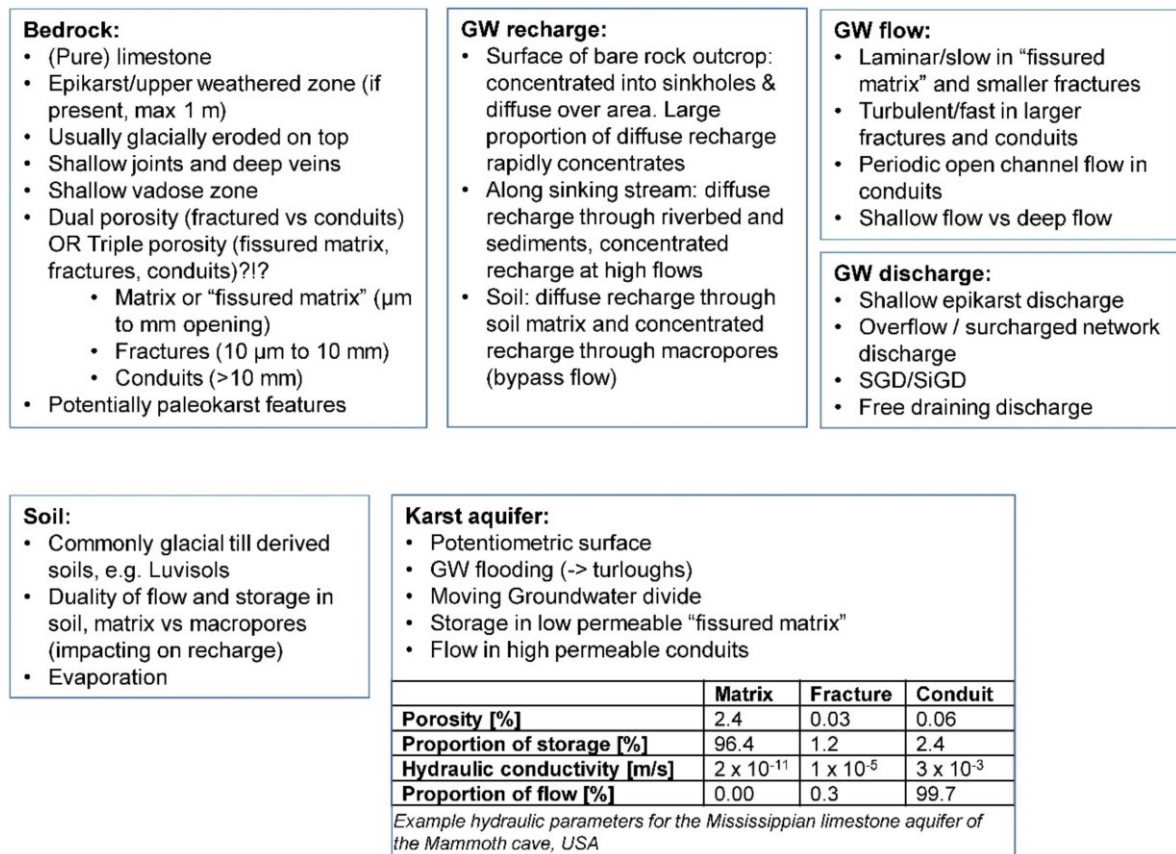 Bedrock:
• (Pure) limestone
• Epikarst/upper weathered zone (if
present, max 1 m)
• Usually glacially eroded on top
• Shallow joints and deep veins
• Shallow vadose zone
• Dual porosity (fractured vs conduits)
OR Triple porosity (fissured matrix,
fractures, conduits)?!?
• Matrix or “fissured matrix” (µm
to mm opening)
• Fractures (10 µm to 10 mm)
• Conduits (>10 mm)
• Potentially paleokarst features
GW recharge:
• Surface of bare rock outcrop:
concentrated into sinkholes &
diffuse over area. Large
proportion of diffuse recharge
rapidly concentrates
• Along sinking stream: diffuse
recharge through riverbed and
sediments, concentrated
recharge at high flows
• Soil: diffuse recharge through
soil matrix and concentrated
recharge through macropores
(bypass flow)
GW flow:
• Laminar/slow in “fissured
matrix” and smaller fractures
• Turbulent/fast in larger
fractures and conduits
• Periodic open channel flow in
conduits
• Shallow flow vs deep flow
GW discharge:
• Shallow epikarst discharge
• Overflow / surcharged network
discharge
• SGD/SiGD
• Free draining discharge
Soil:
• Commonly glacial till derived
soils, e.g. Luvisols
• Duality of flow and storage in
soil, matrix vs macropores
(impacting on recharge)
• Evaporation
Karst aquifer:
• Potentiometric surface
• GW flooding (-> turloughs)
• Moving Groundwater divide
• Storage in low permeable “fissured matrix”
• Flow in high permeable conduits
Matrix Fracture Conduit
Porosity [%] 2.4 0.03 0.06
Proportion of storage [%] 96.4 1.2 2.4
Hydraulic conductivity [m/s] 2 x 10⁻¹¹ 1 x 10⁻⁵ 3 x 10⁻³
Proportion of flow [%] 0.00 0.3 99.7
Example hydraulic parameters for the Mississippian limestone aquifer of
the Mammoth cave, USA